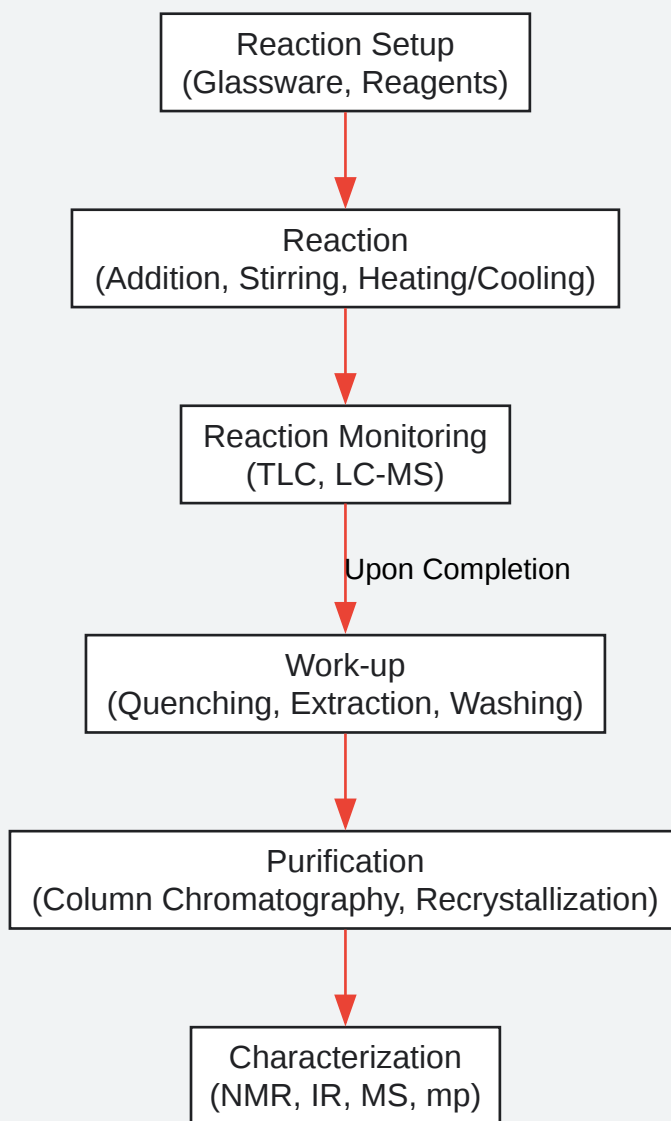 Reaction Setup
(Glassware, Reagents)
Reaction
(Addition, Stirring, Heating/Cooling)
Reaction Monitoring
(TLC, LC-MS)
Upon Completion
Work-up
(Quenching, Extraction, Washing)
Purification
(Column Chromatography, Recrystallization)
Characterization
(NMR, IR, MS, mp)